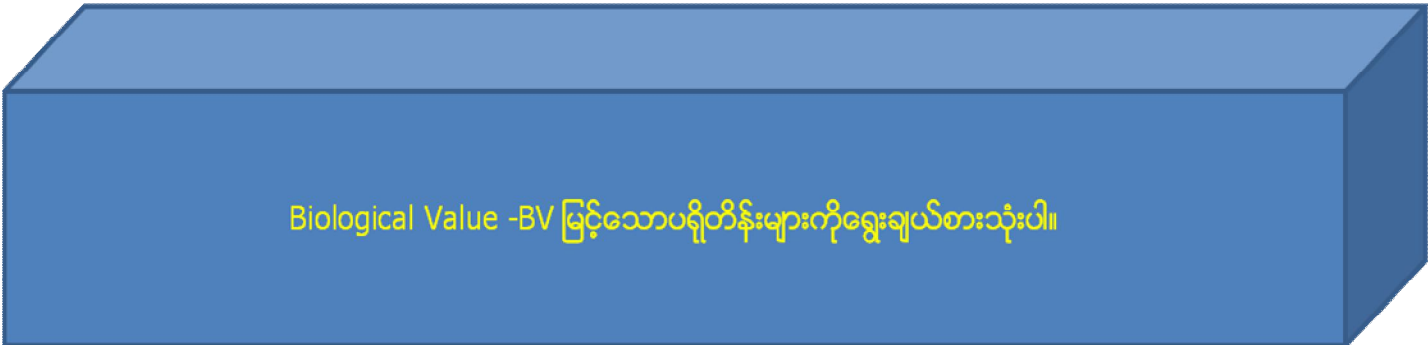 Biological Value -BV မြင့်သောပရိုတိန်းများကိုရွေးချယ်စားသုံးပါ။